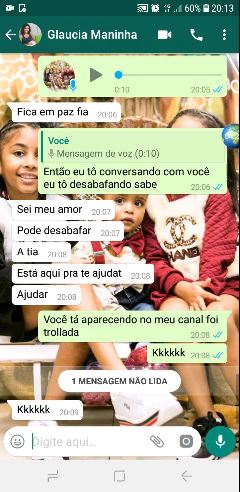 60% 20:13
Glaucia Maninha
0:10 20:05
Fica em paz fia 20:06
Você
Mensagem de voz (0:10)
Então eu tô conversando com você
eu tô desabafando sabe
20:06
Sei meu amor 20:07
Pode desabafar 20:07
A tia 20:08
Está aqui pra te ajudat 20:08
Ajudar 20:08
Você tá aparecendo no meu canal foi
trollada 20:08
Kkkkkk 20:08
1 MENSAGEM NÃO LIDA
Kkkkkk 20:09
Digite aqui...
CHANEL